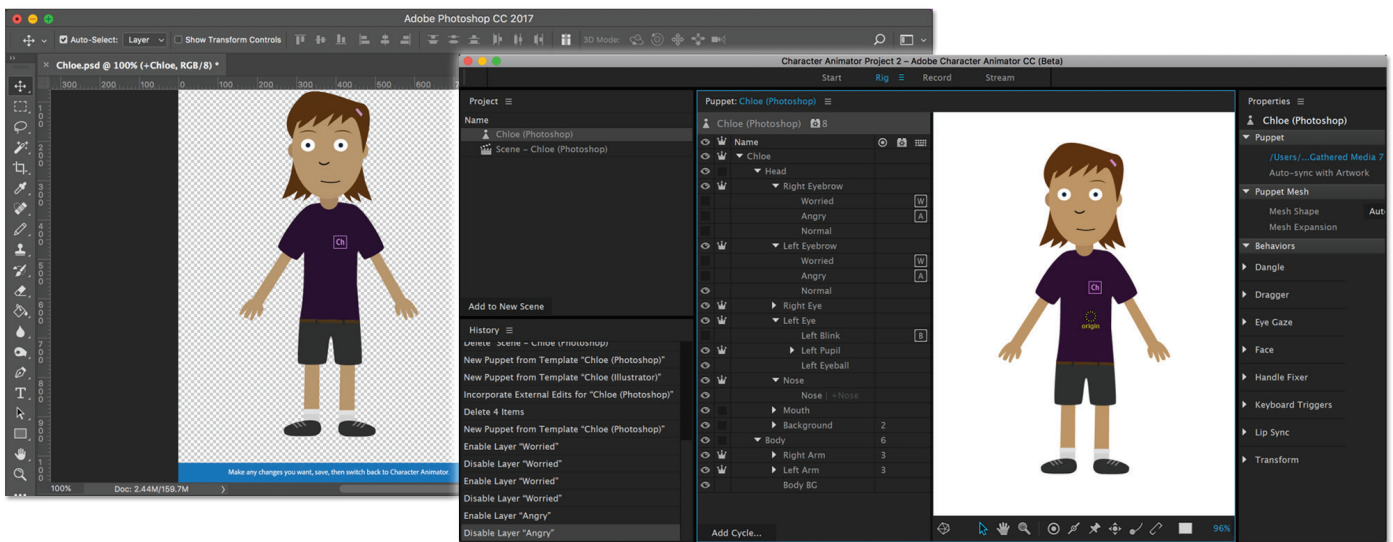 Adobe Photoshop CC 2017
Auto-Select: Layer Show Transform Controls 3D Mode:
Chloe.psd @ 100% (+Chloe, RGB/8) *
300 200 100 0 100 200 300 400 500 600
100
200
300
400
500
600
700
800
900
Ch
Make any changes you want, save, then switch back to Character Animator
100% Doc: 2.44M/159.7M
Character Animator Project 2 – Adobe Character Animator CC (Beta)
Start Rig Record Stream
Project
Name
Chloe (Photoshop)
Scene – Chloe (Photoshop)
Add to New Scene
History
Delete "Scene – Chloe (Photoshop)"
New Puppet from Template "Chloe (Photoshop)"
New Puppet from Template "Chloe (Illustrator)"
Incorporate External Edits for "Chloe (Photoshop)"
Delete 4 Items
New Puppet from Template "Chloe (Photoshop)"
Enable Layer "Worried"
Disable Layer "Worried"
Enable Layer "Worried"
Disable Layer "Worried"
Enable Layer "Angry"
Disable Layer "Angry"
Puppet: Chloe (Photoshop)
Chloe (Photoshop) 8
Name
Chloe
Head
Right Eyebrow
Worried W
Angry A
Normal
Left Eyebrow
Worried W
Angry A
Normal
Right Eye
Left Eye
Left Blink B
Left Pupil
Left Eyeball
Nose
Nose | +Nose
Mouth
Background 2
Body 6
Right Arm 3
Left Arm 3
Body BG
Add Cycle...
Ch
origin
96%
Properties
Chloe (Photoshop)
Puppet
/Users/...Gathered Media 7
Auto-sync with Artwork
Puppet Mesh
Mesh Shape Aut
Mesh Expansion
Behaviors
Dangle
Dragger
Eye Gaze
Face
Handle Fixer
Keyboard Triggers
Lip Sync
Transform